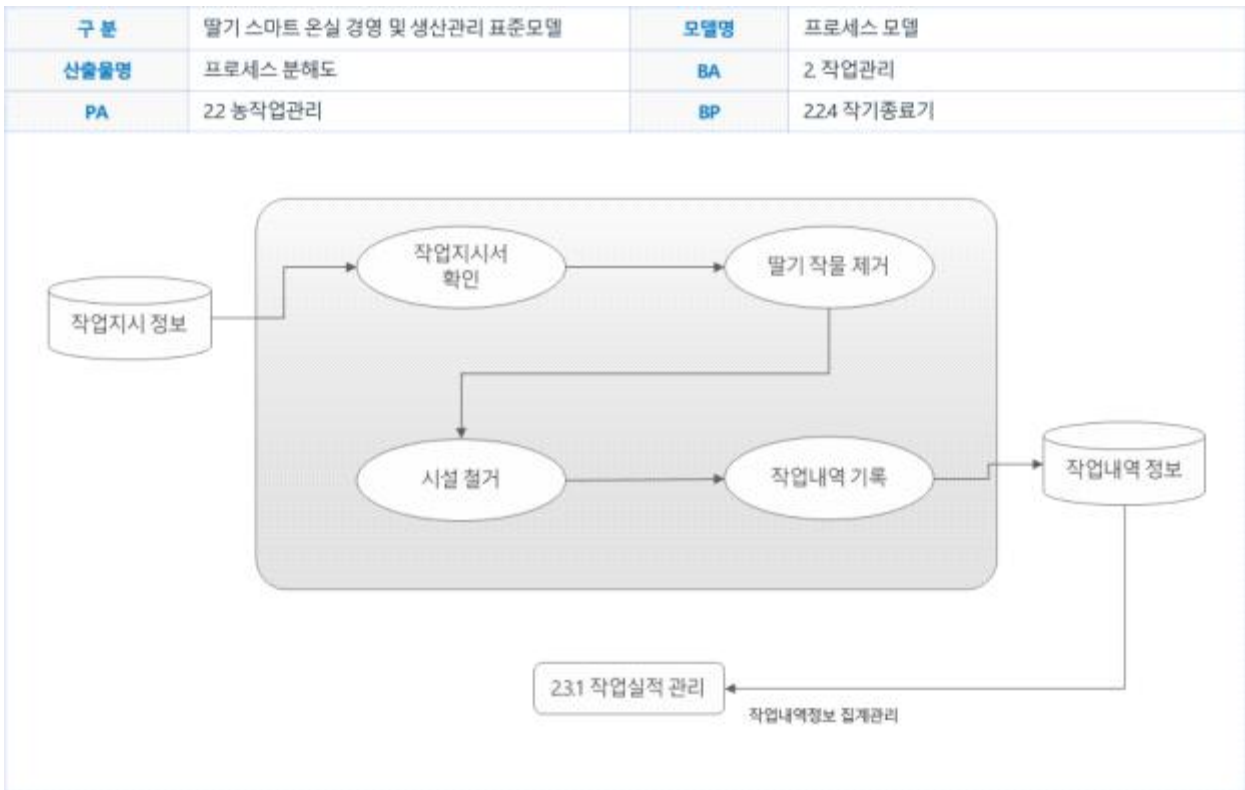 구 분 딸기 스마트 온실 경영 및 생산관리 표준모델 모델명 프로세스 모델
산출물명 프로세스 분해도 BA 2. 작업관리
PA 2.2 농작업관리 BP 2.2.4 작기종료기
작업지시서
확인
딸기 작물 제거
작업지시 정보
시설 철거
작업내역 기록
작업내역 정보
2.3.1 작업실적 관리
작업내역정보 집계관리